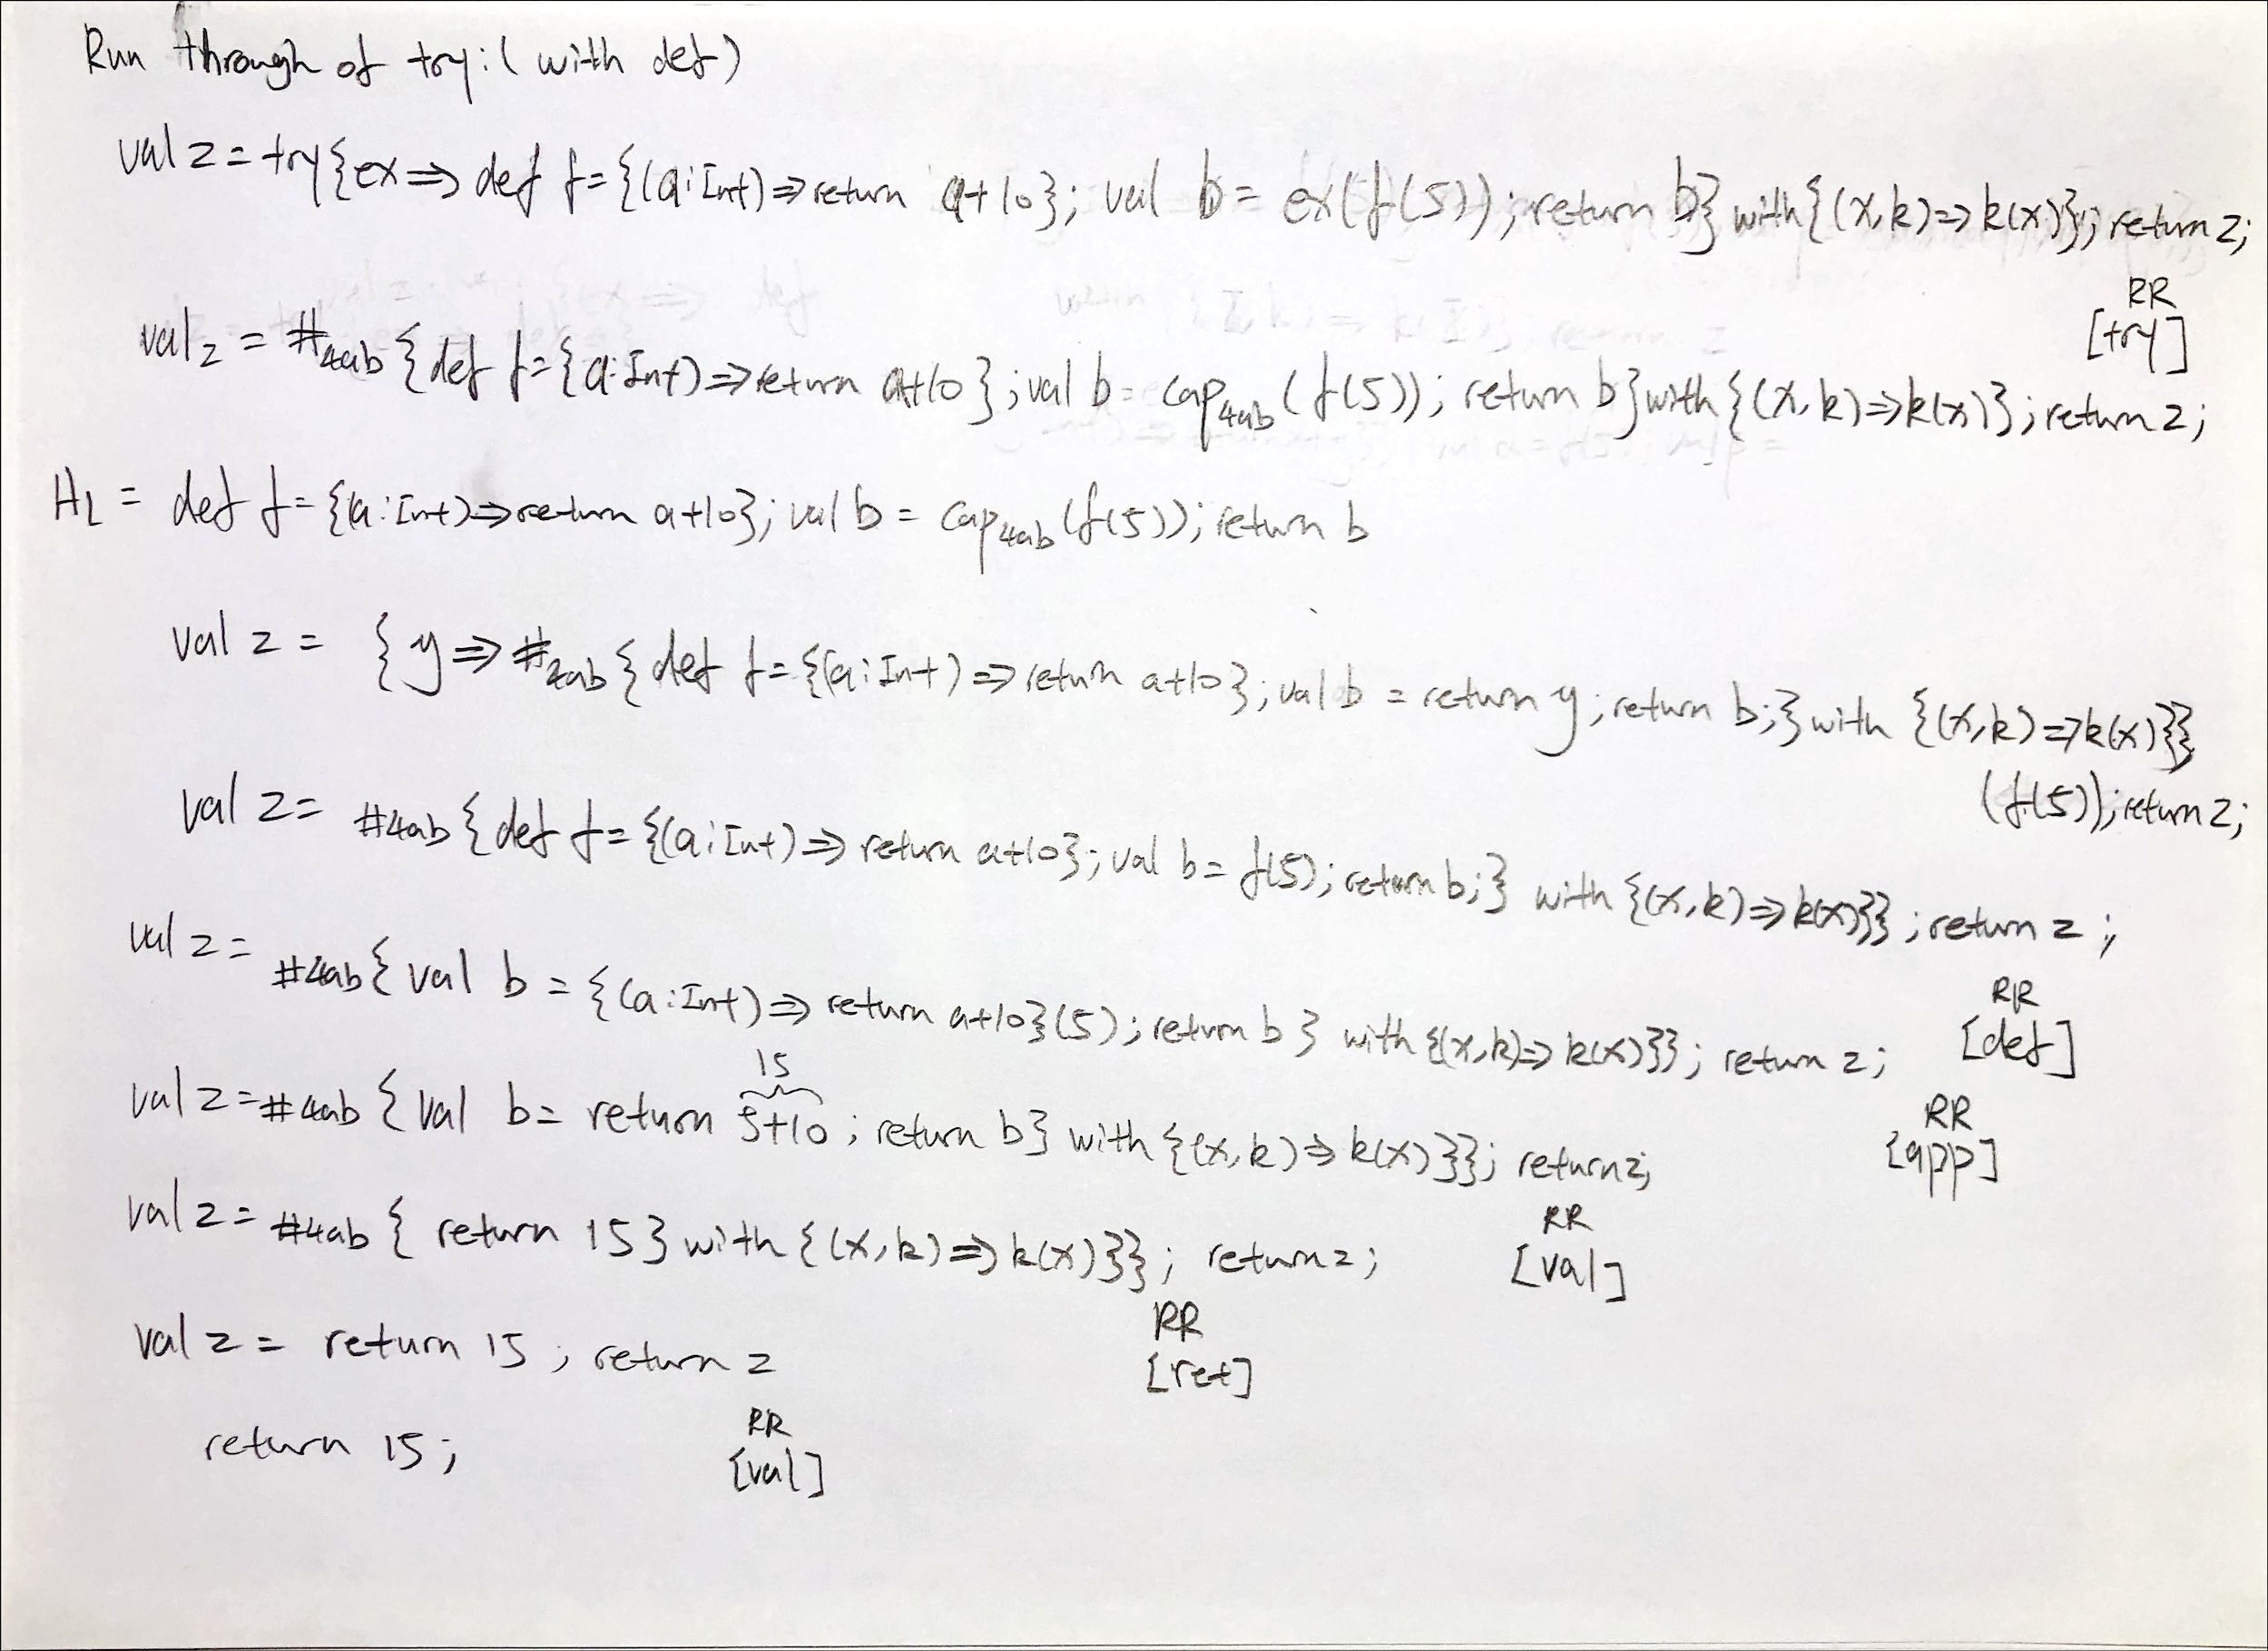 Run through of try: ( with def )
val z = try{ex => def f = {(a:Int) => return a+10}; val b = ex(f(5)); return b} with{(x,k) => k(x)}; return z;
RR
[try]
val z = #4ab {def f = {a:Int) => return a+10}; val b = cap4ab (f(5)); return b} with {(x,k) => k(x)}; return z;
HL = def f = {(a:Int) => return a+10}; val b = cap4ab (f(5)); return b
val z = { y => #4ab { def f = {(a:Int) => return a+10}; val b = return y; return b;} with {(x,k) => k(x)}}
(f(5)); return z;
val z = #4ab { def f = {(a:Int) => return a+10}; val b = f(5); return b;} with {(x,k) => k(x)}}; return z;
val z = #4ab{ val b = {(a:Int) => return a+10}(5); return b } with {(x,k) => k(x)}}; return z;
RR
[def]
15
val z = #4ab { val b = return 5+10; return b} with {(x,k) => k(x)}}; return z;
RR
[app]
val z = #4ab { return 15} with {(x,k) => k(x)}}; return z;
RR
[val]
val z = return 15; return z
RR
[ret]
return 15;
RR
[val]